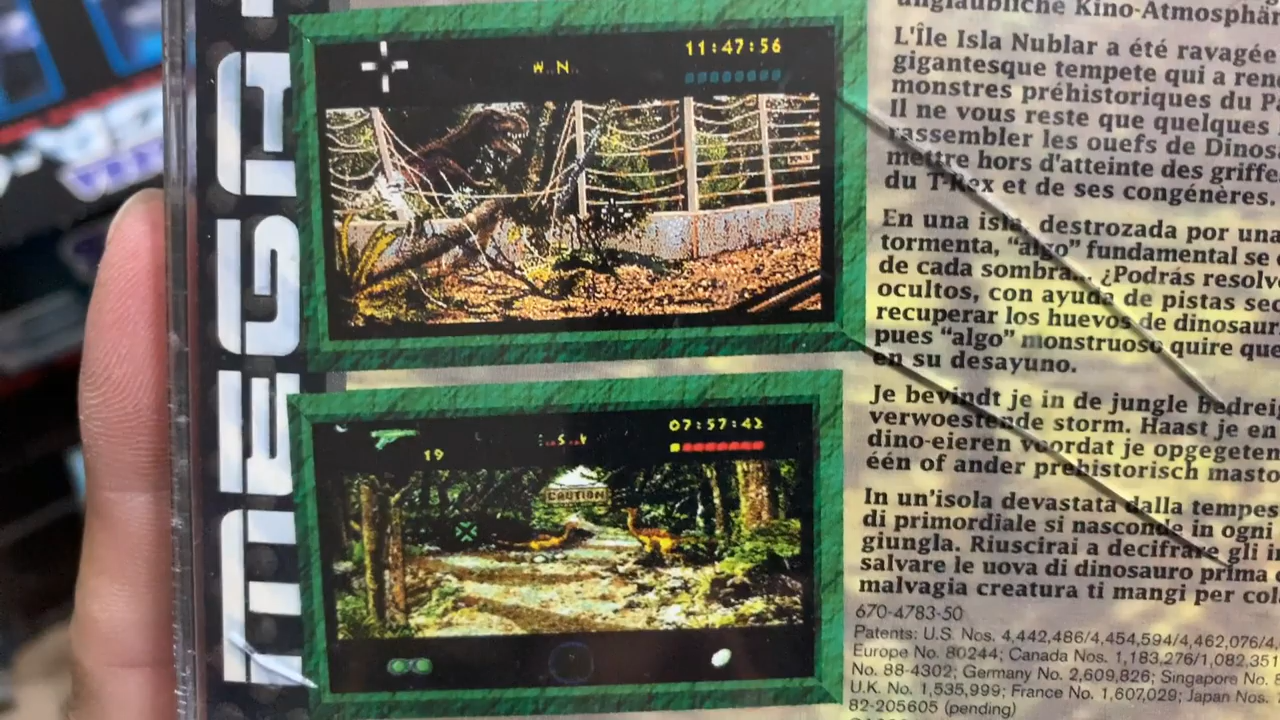 MEGA
W N
11:47:56
19
S
07:57:42
CAUTION
unglaubliche Kino-Atmosphär
L'Île Isla Nublar a été ravagée
gigantesque tempete qui a ren
monstres préhistoriques du P
Il ne vous reste que quelques
rassembler les ouefs de Dinos
mettre hors d'atteinte des griffe
du T-Rex et de ses congénères.
En una isla, destrozada por una
tormenta, “algo” fundamental se
de cada sombra... ¿Podrás resolv
ocultos, con ayuda de pistas sec
recuperar los huevos de dinosaur
pues “algo” monstruoso quire que
en su desayuno.
Je bevindt je in de jungle bedrei
verwoestende storm. Haast je en
dino-eieren voordat je opgegeten
één of ander prehistorisch masto
In un'isola devastata dalla tempes
di primordiale si nasconde in ogni
giungla. Riuscirai a decifrare gli in
salvare le uova di dinosauro prima
malvagia creatura ti mangi per col
670-4783-50
Patents: U.S. Nos. 4,442,486/4,454,594/4,462,076/4,
Europe No. 80244; Canada Nos. 1,183,276/1,082,351
No. 88-4302; Germany No. 2,609,826; Singapore No. 8
U.K. No. 1,535,999; France No. 1,607,029; Japan Nos.
82-205605 (pending)